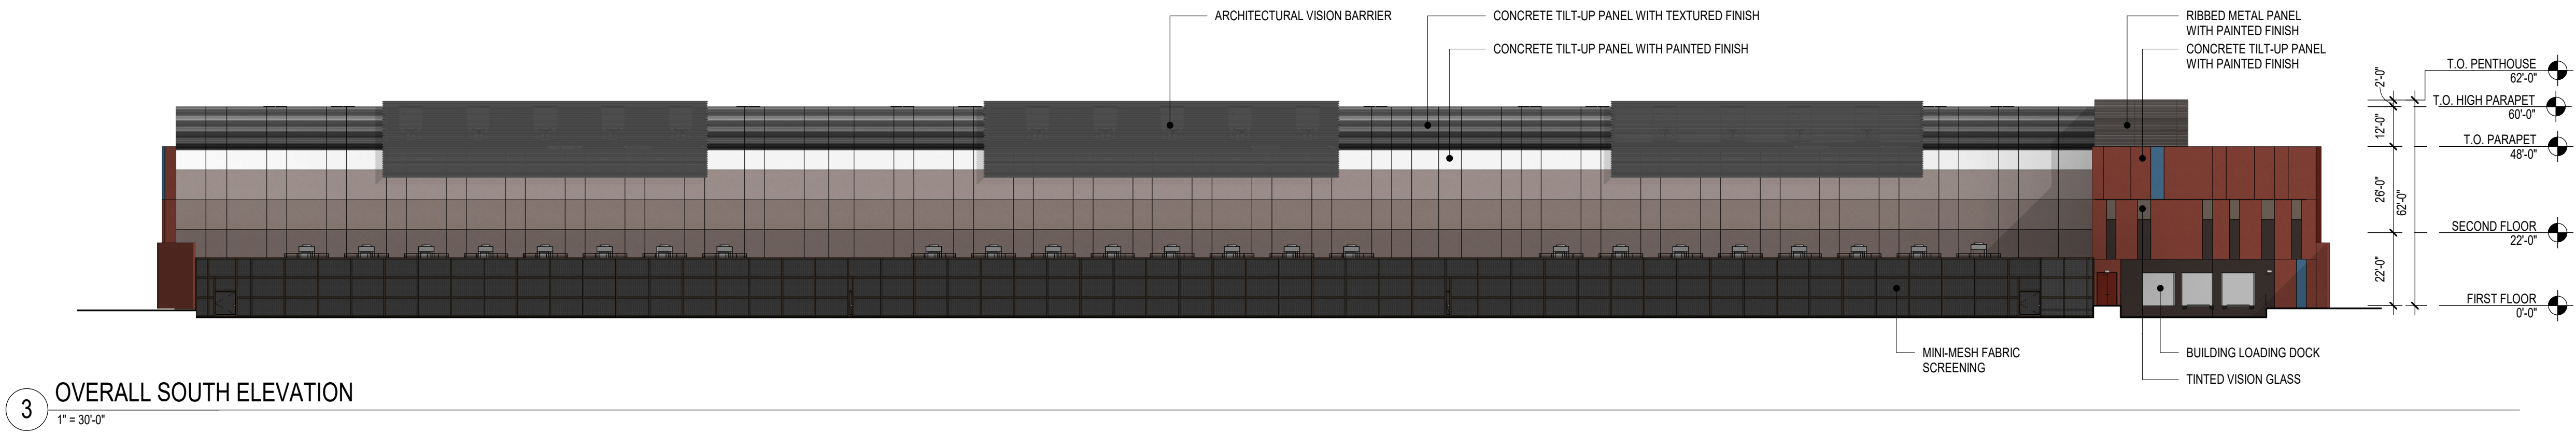 ARCHITECTURAL VISION BARRIER
CONCRETE TILT-UP PANEL WITH TEXTURED FINISH
CONCRETE TILT-UP PANEL WITH PAINTED FINISH
RIBBED METAL PANEL
WITH PAINTED FINISH
CONCRETE TILT-UP PANEL
WITH PAINTED FINISH
T.O. PENTHOUSE
62'-0"
T.O. HIGH PARAPET
60'-0"
T.O. PARAPET
48'-0"
SECOND FLOOR
22'-0"
FIRST FLOOR
0'-0"
2'-0"
12'-0"
26'-0"
62'-0"
22'-0"
MINI-MESH FABRIC
SCREENING
BUILDING LOADING DOCK
TINTED VISION GLASS
3
OVERALL SOUTH ELEVATION
1" = 30'-0"